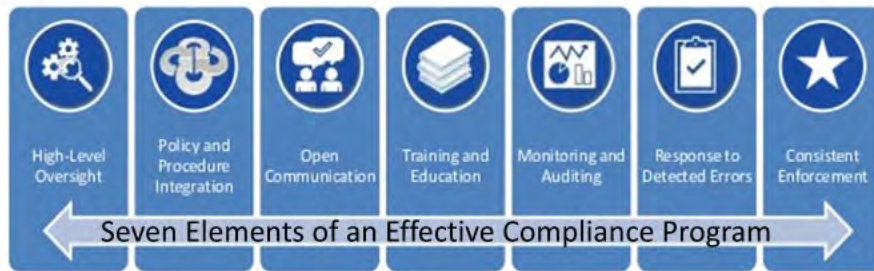 High-Level
Oversight
Policy and
Procedure
Integration
Open
Communication
Training and
Education
Monitoring and
Auditing
Response to
Detected Errors
Consistent
Enforcement
Seven Elements of an Effective Compliance Program